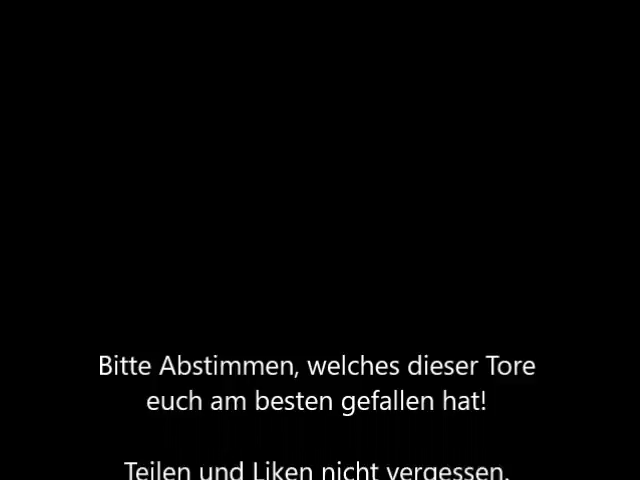 Bitte Abstimmen, welches dieser Tore
euch am besten gefallen hat!
Teilen und Liken nicht vergessen.